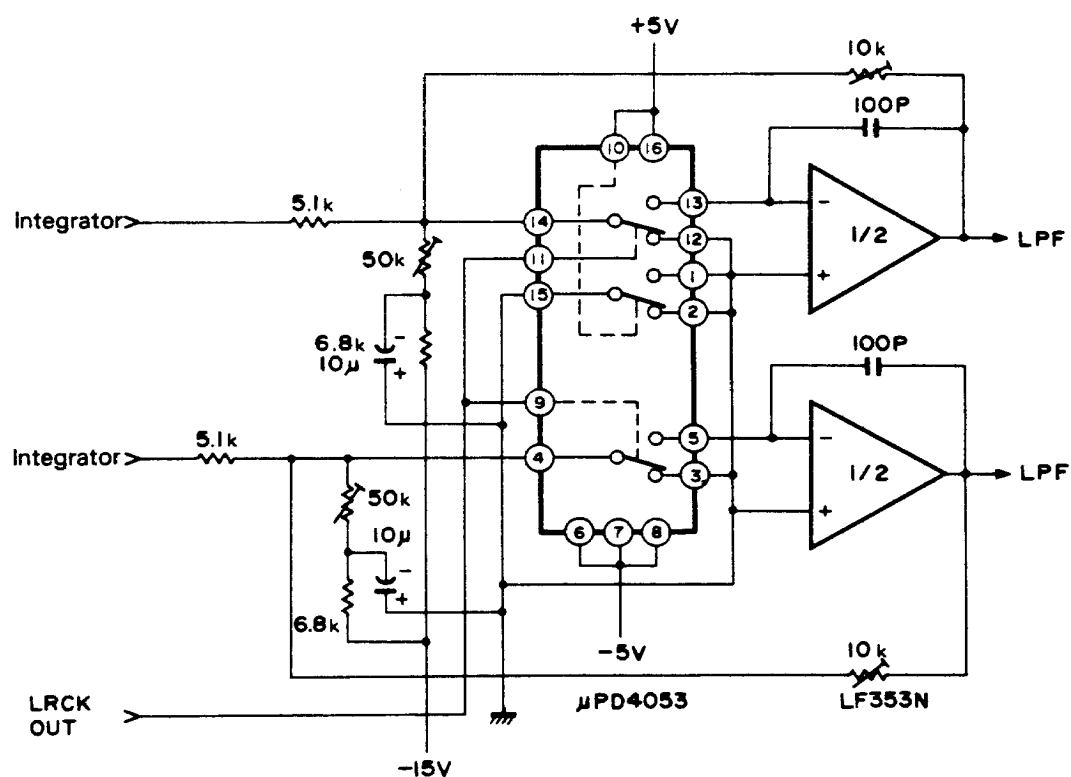 +5V
10k
100P
10 16
5.1k
13
Integrator
14
−
12
1/2
LPF
50k
11
1
+
15
2
6.8k
10μ
−
+
100P
9
5.1k
5
−
Integrator
4
3
1/2
LPF
50k
+
10μ
6 7 8
−
+
6.8k
−5V
10k
LRCK
OUT
μPD4053
LF353N
−15V